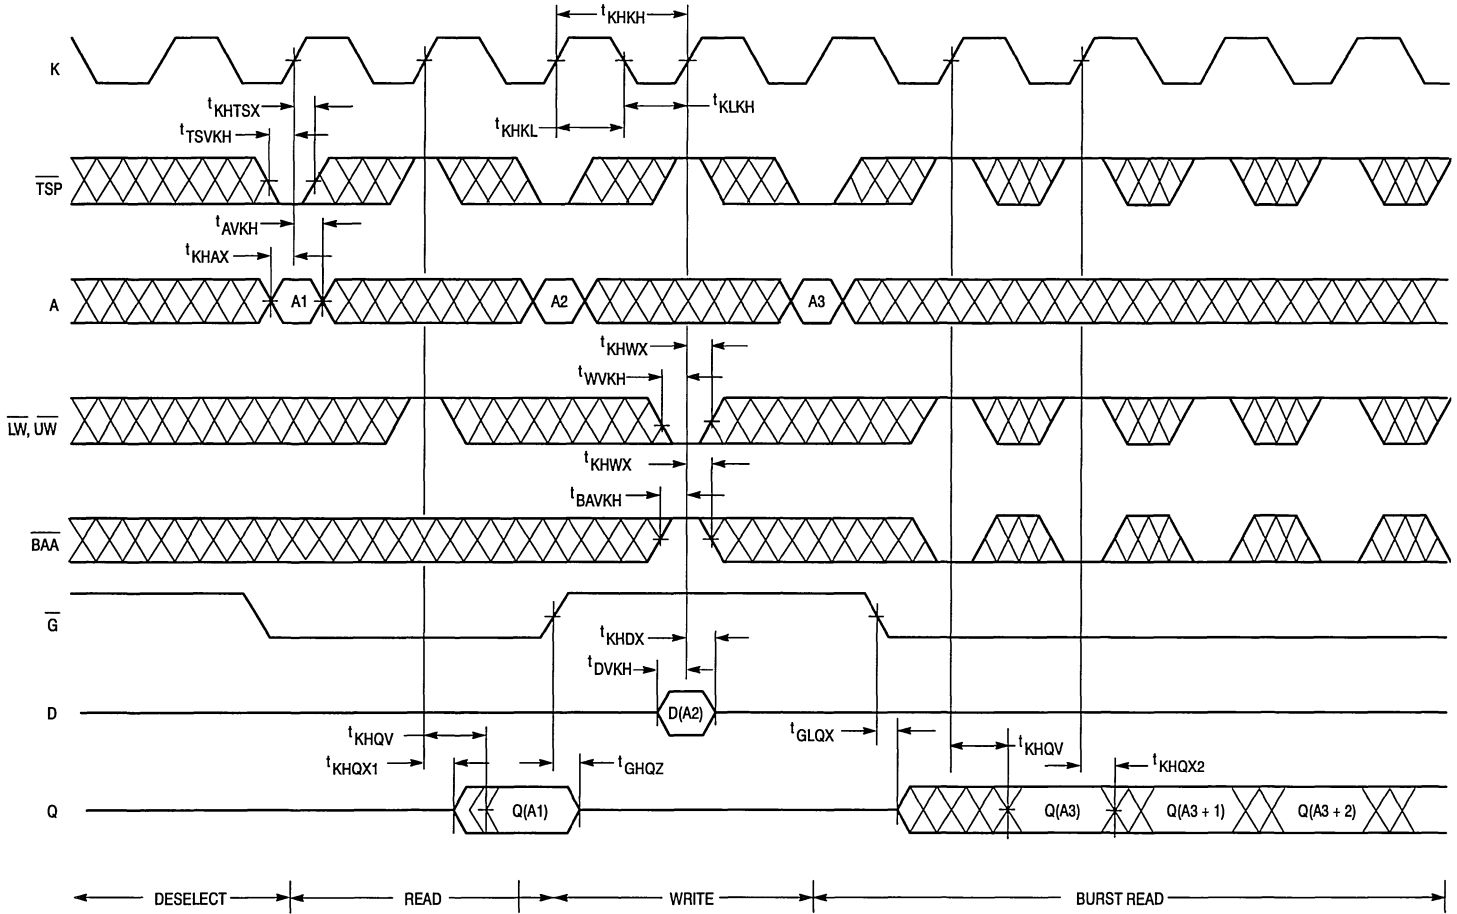 tKHKH
K
tKHTSX
tKLKH
tKHKL
tTSVKH
TSP
tAVKH
tKHAX
A
A1
A2
A3
tKHWX
tWVKH
LW, UW
tKHWX
tBAVKH
BAA
G
tKHDX
tDVKH
D
D(A2)
tKHQV
tGLQX
tKHQV
tKHQX1
tGHQZ
tKHQX2
Q
Q(A1)
Q(A3)
Q(A3 + 1)
Q(A3 + 2)
DESELECT
READ
WRITE
BURST READ